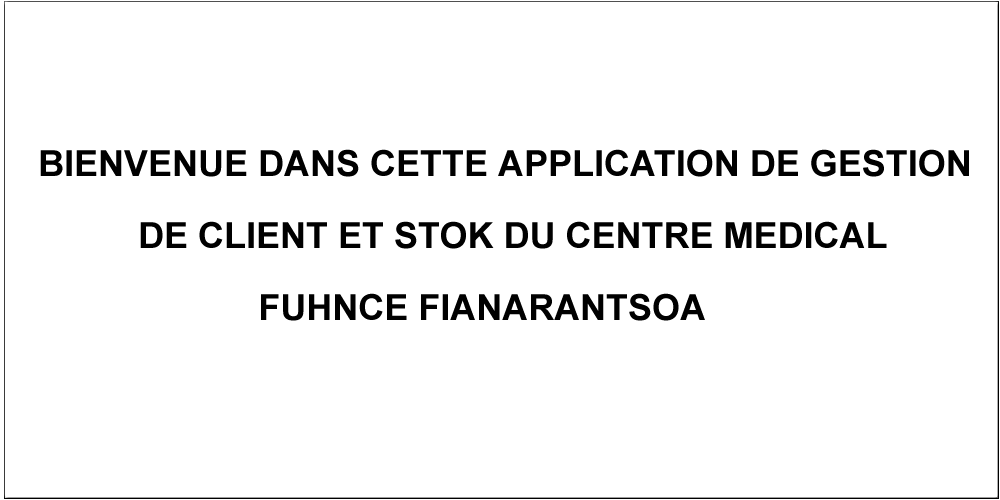 BIENVENUE DANS CETTE APPLICATION DE GESTION
DE CLIENT ET STOK DU CENTRE MEDICAL
FUHNCE FIANARANTSOA